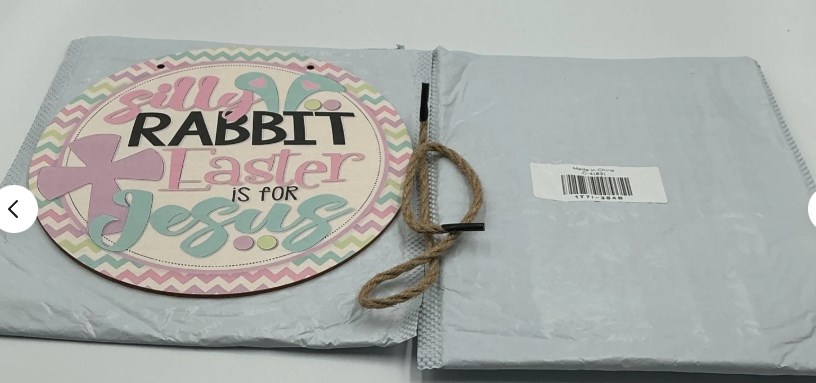 silly
RABBIT
Easter
IS FOR
Jesus
Made in China